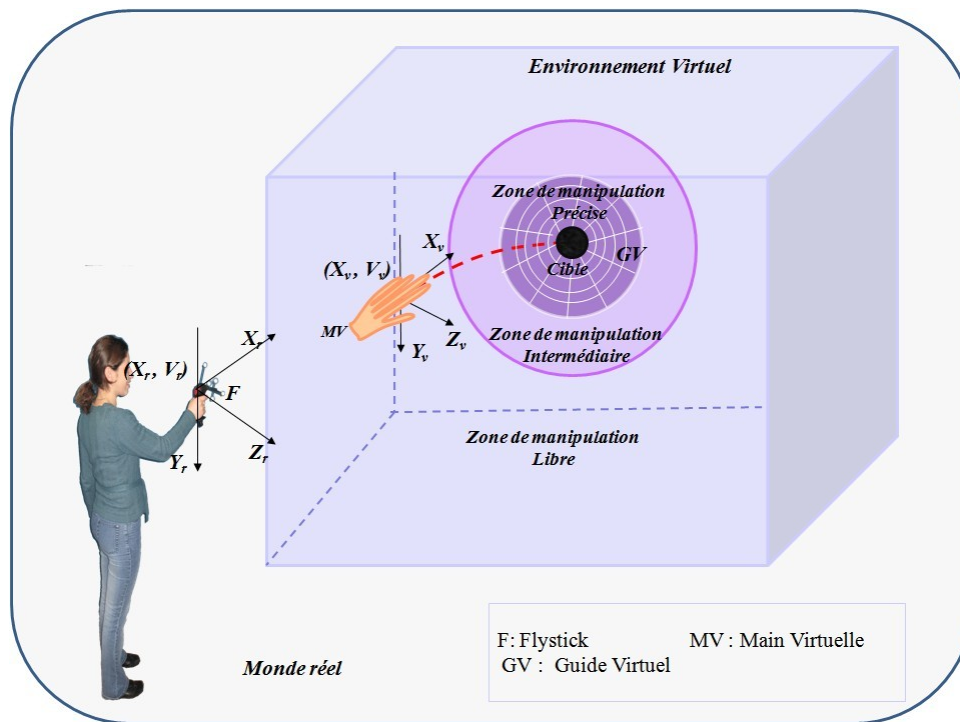 Environnement Virtuel
Zone de manipulation
Précise
X_v
(X_v , V_v)
GV
Cible
MV
Z_v
Y_v
Zone de manipulation
Intermédiaire
X_r
(X_r , V_r)
F
Zone de manipulation
Libre
Z_r
Y_r
F: Flystick MV : Main Virtuelle
GV : Guide Virtuel
Monde réel